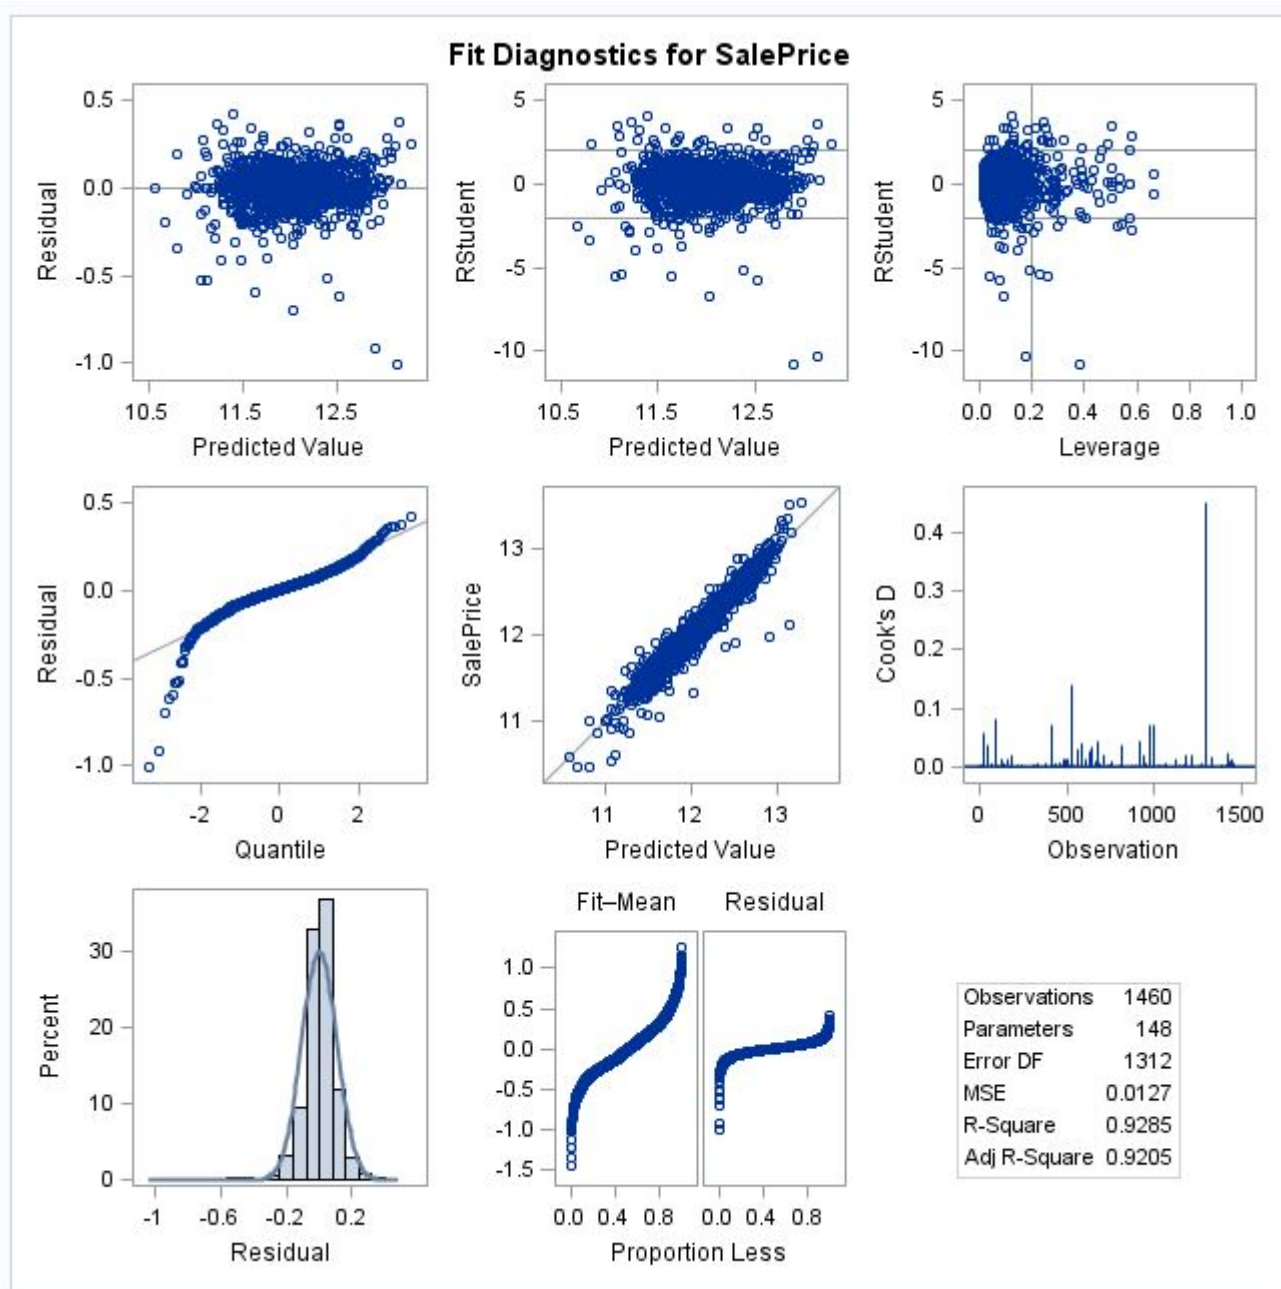 Fit Diagnostics for SalePrice
0.5
0.0
-0.5
-1.0
Residual
10.5 11.5 12.5
Predicted Value
5
0
-5
-10
RStudent
10.5 11.5 12.5
Predicted Value
5
0
-5
-10
RStudent
0.0 0.2 0.4 0.6 0.8 1.0
Leverage
0.5
0.0
-0.5
-1.0
Residual
-2 0 2
Quantile
13
12
11
SalePrice
11 12 13
Predicted Value
0.4
0.3
0.2
0.1
0.0
Cook's D
0 500 1000 1500
Observation
30
20
10
0
Percent
-1 -0.6 -0.2 0.2
Residual
Fit–Mean Residual
1.0
0.5
0.0
-0.5
-1.0
-1.5
0.0 0.4 0.8 0.0 0.4 0.8
Proportion Less
Observations 1460
Parameters 148
Error DF 1312
MSE 0.0127
R-Square 0.9285
Adj R-Square 0.9205